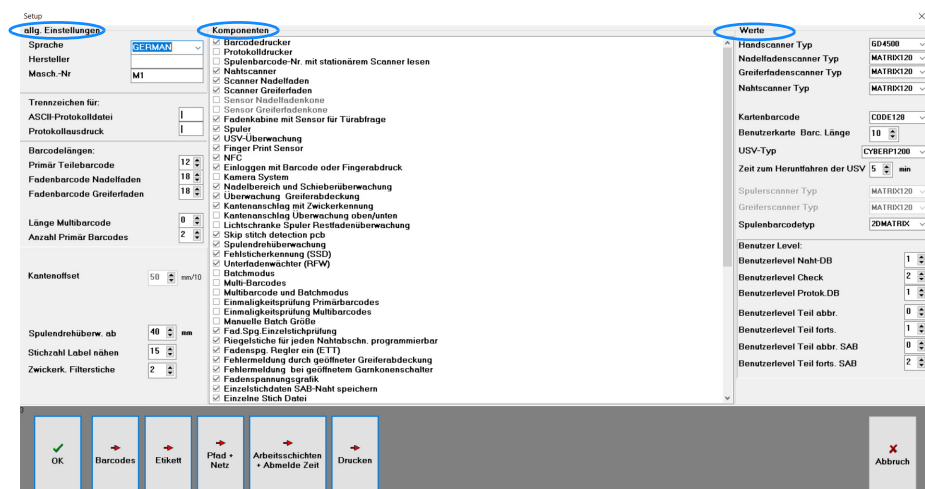 Setup
allg. Einstellungen
Sprache GERMAN
Hersteller
Masch.-Nr M1
Trennzeichen für:
ASCII-Protokolldatei |
Protokollausdruck |
Barcodelängen:
Primär Teilebarcode 12
Fadenbarcode Nadelfaden 18
Fadenbarcode Greiferfaden 18
Länge Multibarcode 0
Anzahl Primär Barcodes 2
Kantenoffset 50 mm/10
Spulendrehüberw. ab 40 mm
Stichzahl Label nähen 15
Zwickerk. Filterstiche 2
Komponenten
Barcodedrucker
Protokolldrucker
Spulenbarcode-Nr. mit stationärem Scanner lesen
Nahtscanner
Scanner Nadelfaden
Scanner Greiferfaden
Sensor Nadelfadenkone
Sensor Greiferfadenkone
Fadenkabine mit Sensor für Türabfrage
Spuler
USV-Überwachung
Finger Print Sensor
NFC
Einloggen mit Barcode oder Fingerabdruck
Kamera System
Nadelbereich und Schieberüberwachung
Überwachung Greiferabdeckung
Kantenanschlag mit Zwickerkennung
Kantenanschlag Überwachung oben/unten
Lichtschranke Spuler Restfadenüberwachung
Skip stitch detection pcb
Spulendrehüberwachung
Fehlsticherkennung (SSD)
Unterfadenwächter (RFW)
Batchmodus
Multi-Barcodes
Multibarcode und Batchmodus
Einmaligkeitsprüfung Primärbarcodes
Einmaligkeitsprüfung Multibarcodes
Manuelle Batch Größe
Fad.Spg.Einzelstichprüfung
Riegelstiche für jeden Nahtabschn. programmierbar
Fadenspg. Regler ein (ETT)
Fehlermeldung durch geöffneter Greiferabdeckung
Fehlermeldung bei geöffnetem Garnkonenschalter
Fadenspannungsgrafik
Einzelstichdaten SAB-Naht speichern
Einzelne Stich Datei
Werte
Handscanner Typ GD4500
Nadelfadenscanner Typ MATRIX120
Greiferfadenscanner Typ MATRIX120
Nahtscanner Typ MATRIX120
Kartenbarcode CODE128
Benutzerkarte Barc. Länge 10
USV-Typ CYBERP1200
Zeit zum Herunterfahren der USV 5 min
Spulerscanner Typ MATRIX120
Greiferscanner Typ MATRIX120
Spulenbarcodetyp 2DMATRIX
Benutzer Level:
Benutzerlevel Naht-DB 1
Benutzerlevel Check 2
Benutzerlevel Protok.DB 1
Benutzerlevel Teil abbr. 0
Benutzerlevel Teil forts. 1
Benutzerlevel Teil abbr. SAB 0
Benutzerlevel Teil forts. SAB 2
OK
Barcodes
Etikett
Pfad +
Netz
Arbeitsschichten
+ Abmelde Zeit
Drucken
Abbruch